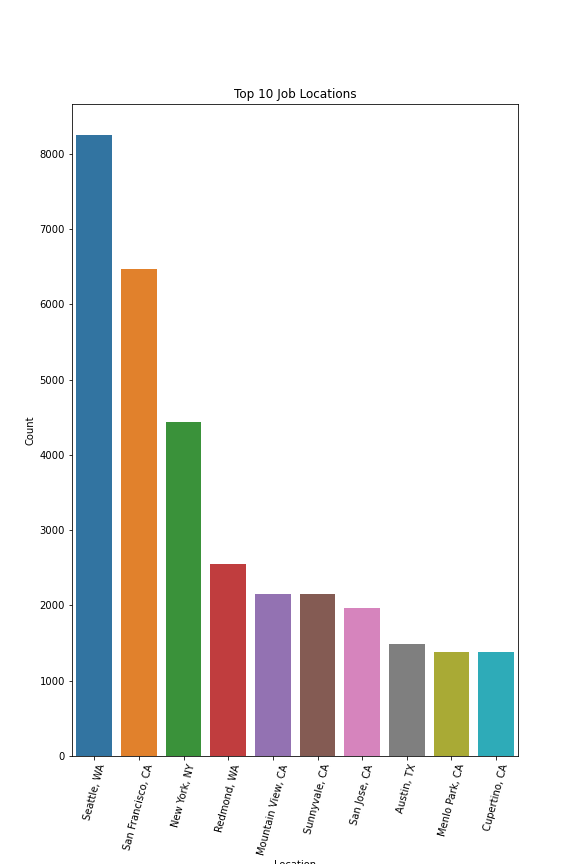 Top 10 Job Locations
Count
8000
7000
6000
5000
4000
3000
2000
1000
0
Seattle, WA
San Francisco, CA
New York, NY
Redmond, WA
Mountain View, CA
Sunnyvale, CA
San Jose, CA
Austin, TX
Menlo Park, CA
Cupertino, CA
Location